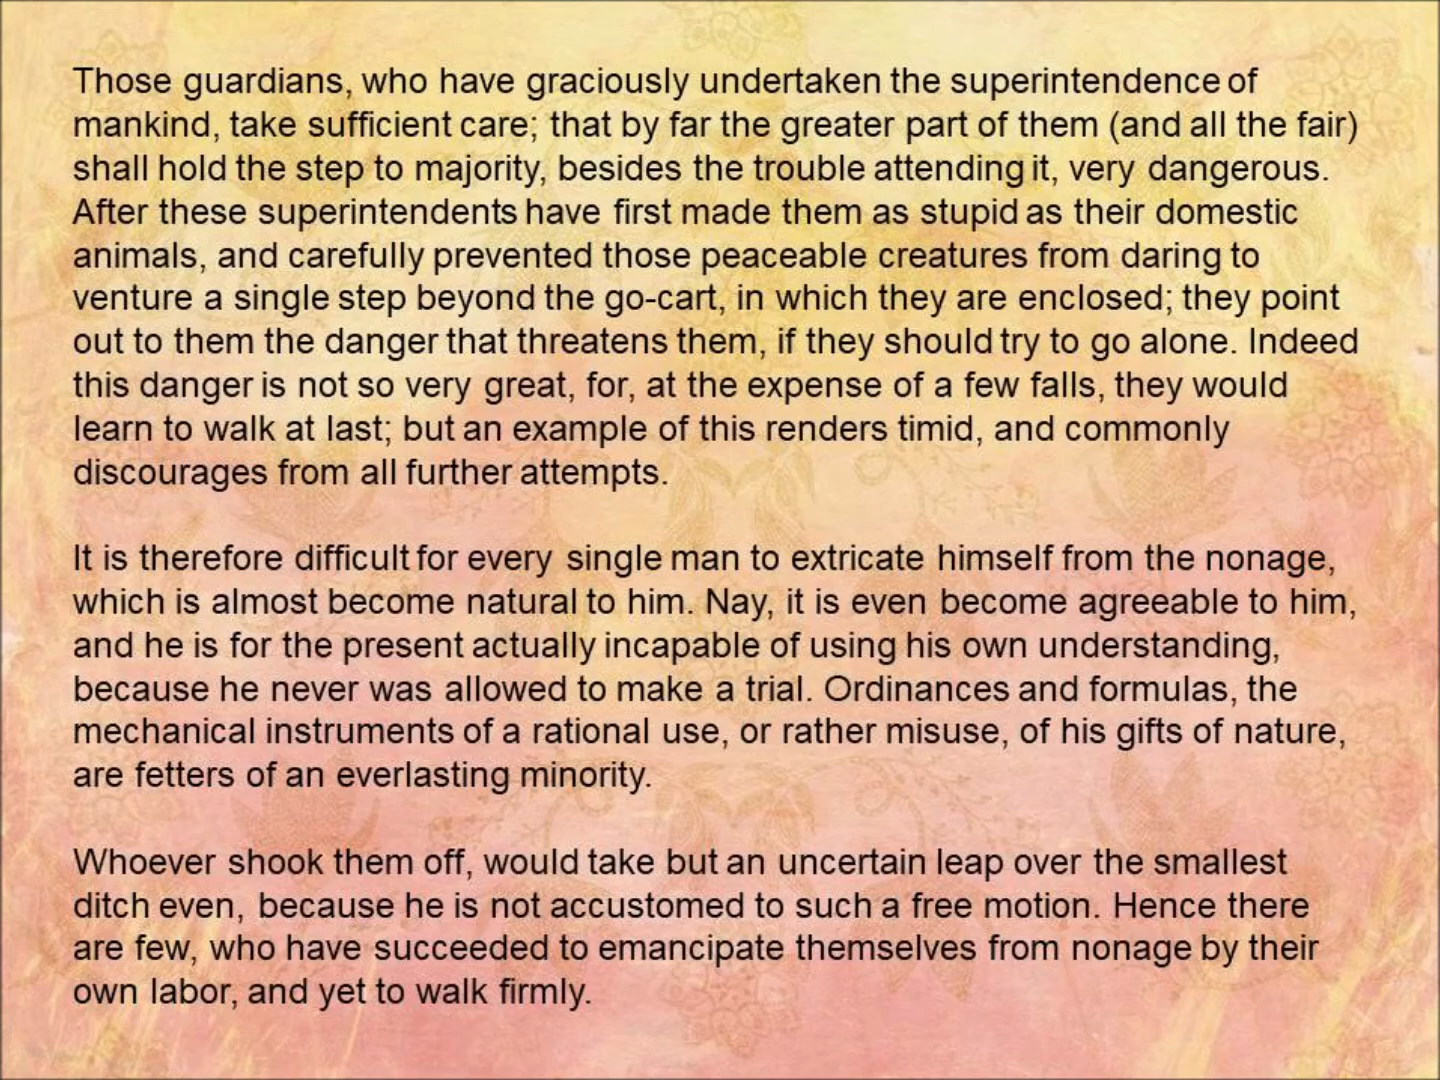 Those guardians, who have graciously undertaken the superintendence of
mankind, take sufficient care; that by far the greater part of them (and all the fair)
shall hold the step to majority, besides the trouble attending it, very dangerous.
After these superintendents have first made them as stupid as their domestic
animals, and carefully prevented those peaceable creatures from daring to
venture a single step beyond the go-cart, in which they are enclosed; they point
out to them the danger that threatens them, if they should try to go alone. Indeed
this danger is not so very great, for, at the expense of a few falls, they would
learn to walk at last; but an example of this renders timid, and commonly
discourages from all further attempts.
It is therefore difficult for every single man to extricate himself from the nonage,
which is almost become natural to him. Nay, it is even become agreeable to him,
and he is for the present actually incapable of using his own understanding,
because he never was allowed to make a trial. Ordinances and formulas, the
mechanical instruments of a rational use, or rather misuse, of his gifts of nature,
are fetters of an everlasting minority.
Whoever shook them off, would take but an uncertain leap over the smallest
ditch even, because he is not accustomed to such a free motion. Hence there
are few, who have succeeded to emancipate themselves from nonage by their
own labor, and yet to walk firmly.